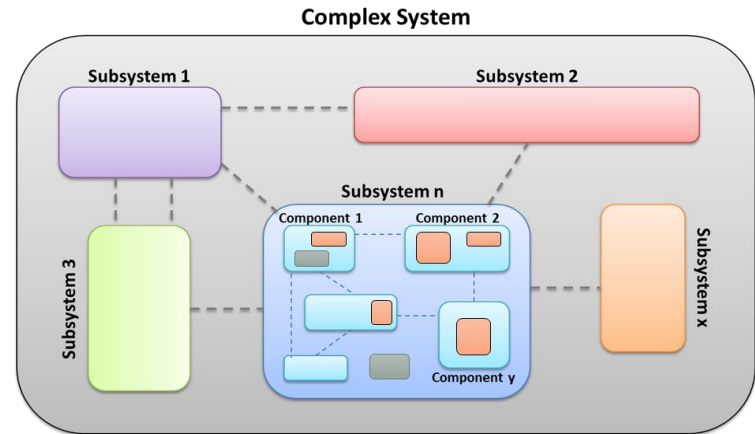 Complex System
Subsystem 1
Subsystem 2
Subsystem n
Component 1
Component 2
Subsystem 3
Subsystem x
Component y